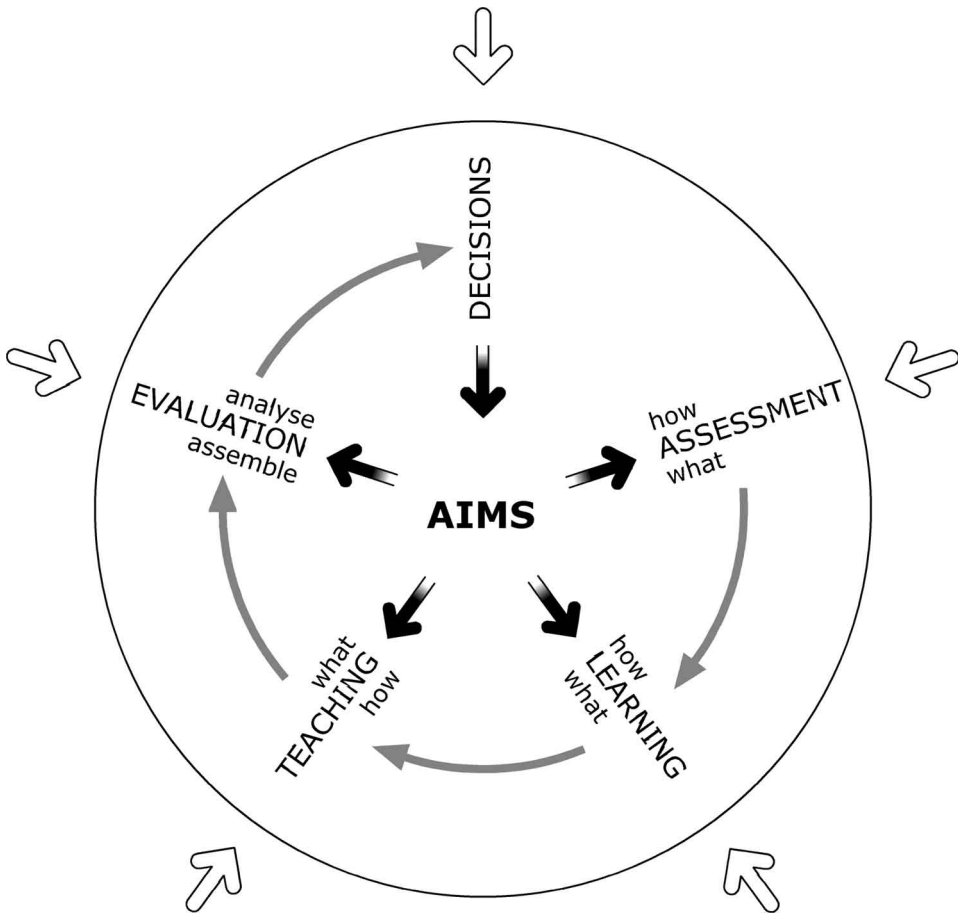 DECISIONS
how
ASSESSMENT
what
analyse
EVALUATION
assemble
AIMS
how
LEARNING
what
what
TEACHING
how